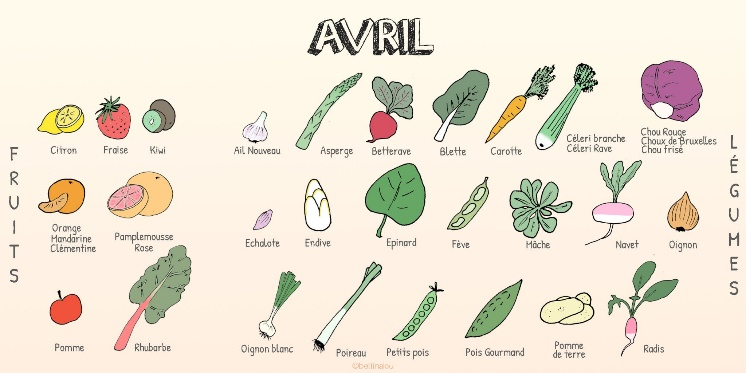 AVRIL
FRUITS
LÉGUMES
Citron
Fraise
Kiwi
Ail Nouveau
Asperge
Betterave
Blette
Carotte
Céleri branche
Céleri Rave
Chou Rouge
Choux de Bruxelles
Chou frisé
Orange
Mandarine
Clémentine
Pamplemousse
Rose
Echalote
Endive
Epinard
Fève
Mâche
Navet
Oignon
Pomme
Rhubarbe
Oignon blanc
Poireau
Petits pois
Pois Gourmand
Pomme
de terre
Radis
©bettinalou